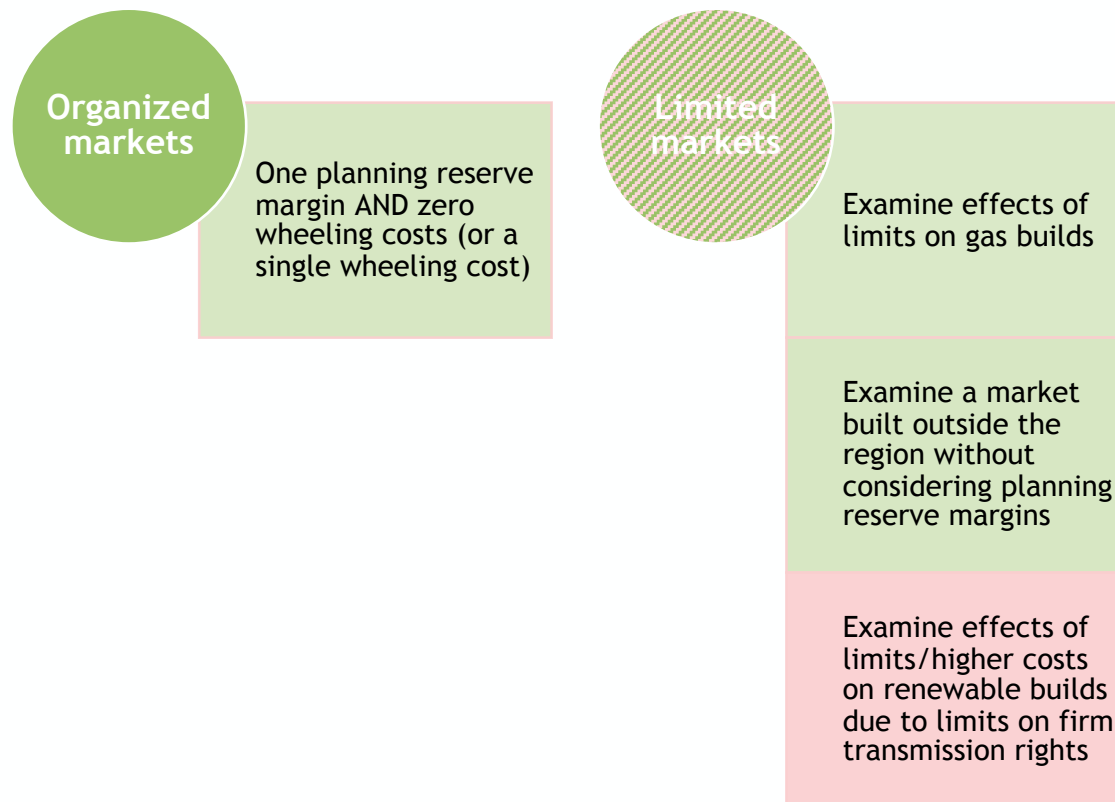 Organized
markets
One planning reserve
margin AND zero
wheeling costs (or a
single wheeling cost)
Limited
markets
Examine effects of
limits on gas builds
Examine a market
built outside the
region without
considering planning
reserve margins
Examine effects of
limits/higher costs
on renewable builds
due to limits on firm
transmission rights